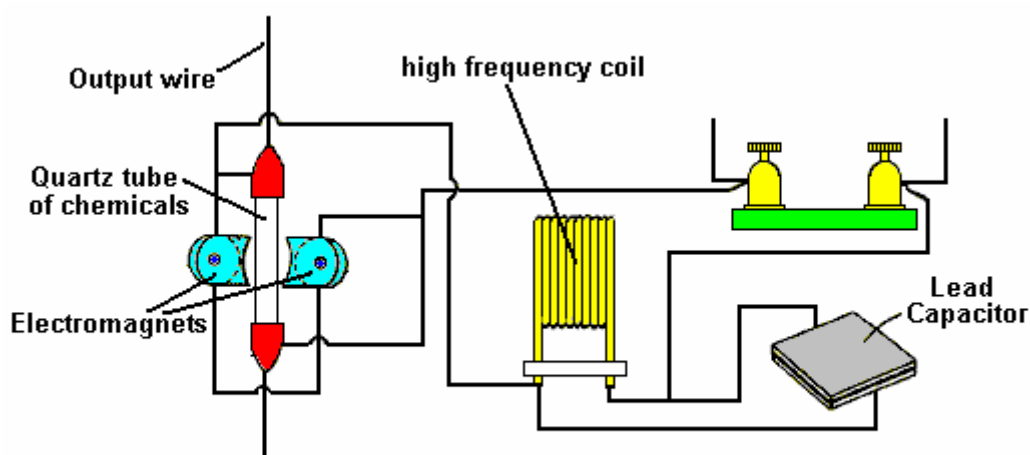 Output wire
high frequency coil
Quartz tube
of chemicals
Electromagnets
Lead
Capacitor